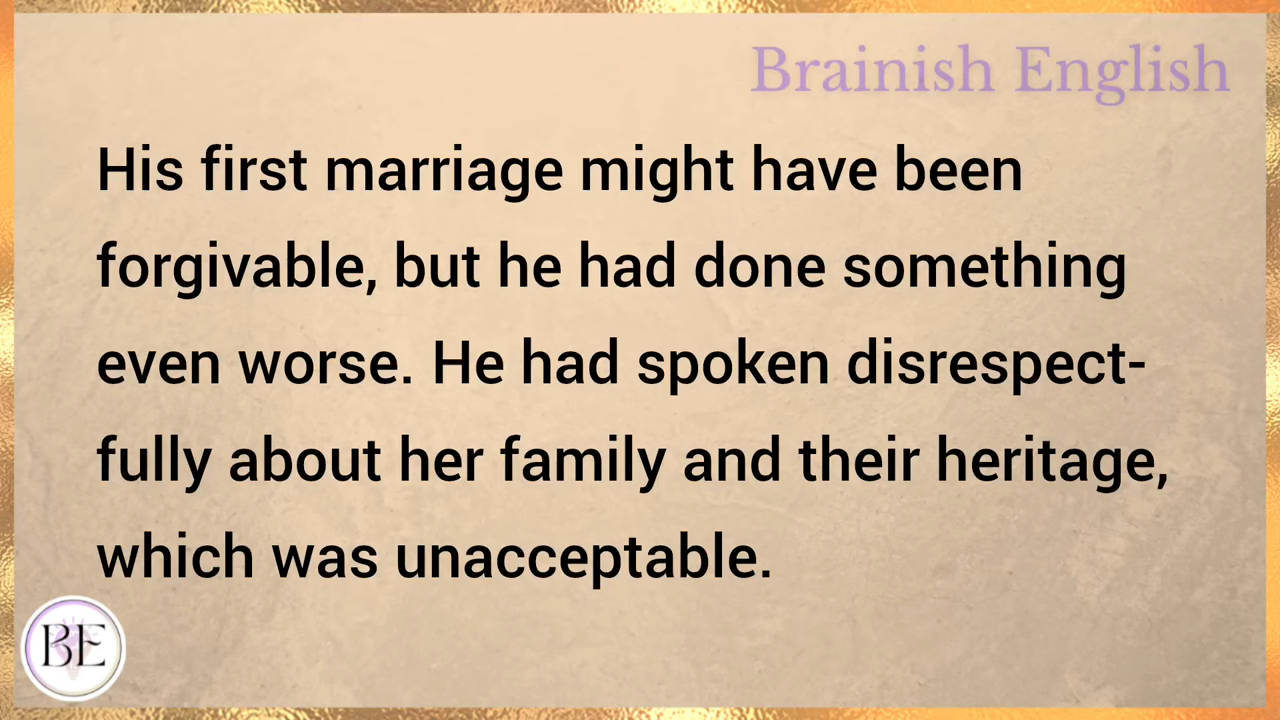 Brainish English
His first marriage might have been
forgivable, but he had done something
even worse. He had spoken disrespect-
fully about her family and their heritage,
which was unacceptable.
BE